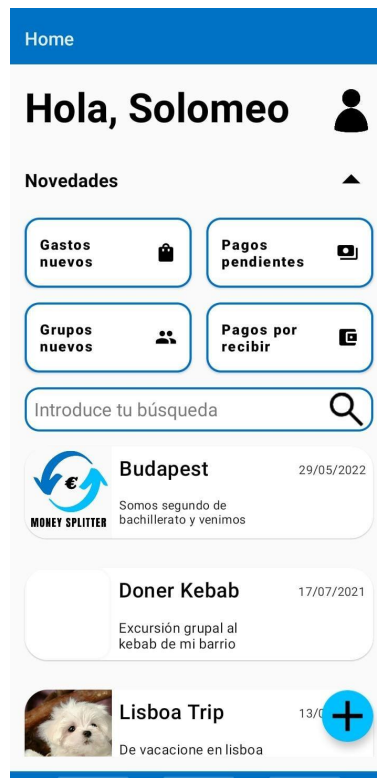 Home
Hola, Solomeo
Novedades
Gastos
nuevos
Pagos
pendientes
Grupos
nuevos
Pagos por
recibir
Introduce tu búsqueda
€
MONEY SPLITTER
Budapest
29/05/2022
Somos segundo de
bachillerato y venimos
Doner Kebab
17/07/2021
Excursión grupal al
kebab de mi barrio
Lisboa Trip
13/0
De vacacione en lisboa